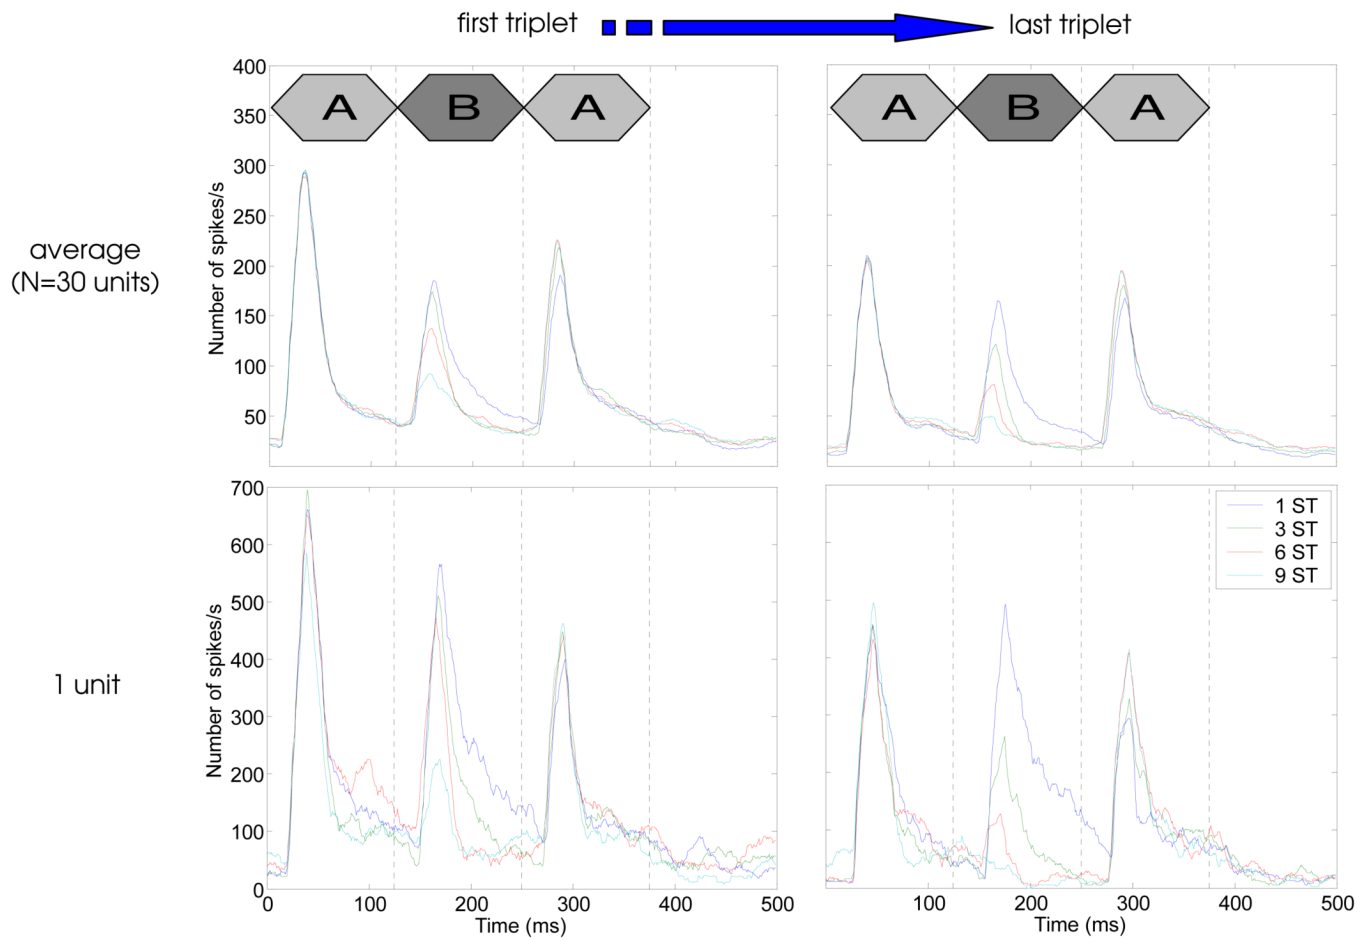 first triplet
last triplet
400
350
300
250
200
150
100
50
Number of spikes/s
A B A
A B A
average
(N=30 units)
700
600
500
400
300
200
100
0
Number of spikes/s
1 unit
1 ST
3 ST
6 ST
9 ST
0 100 200 300 400 500
Time (ms)
100 200 300 400 500
Time (ms)